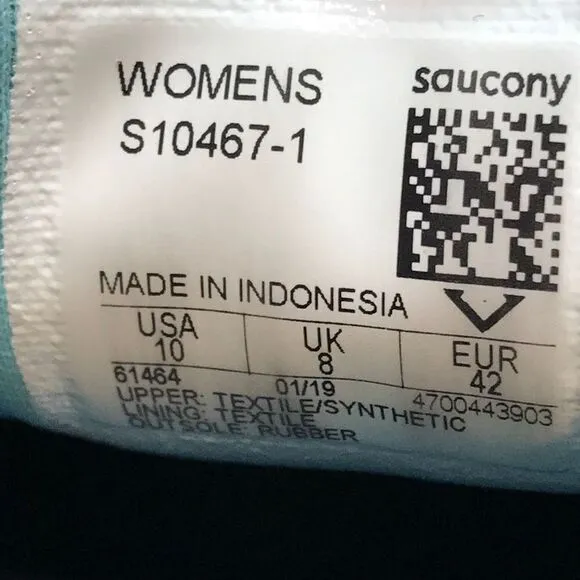 WOMENS
saucony
S10467-1
MADE IN INDONESIA
USA UK EUR
10 8 42
61464 01/19 4700443903
UPPER: TEXTILE/SYNTHETIC
LINING: TEXTILE
OUTSOLE: RUBBER